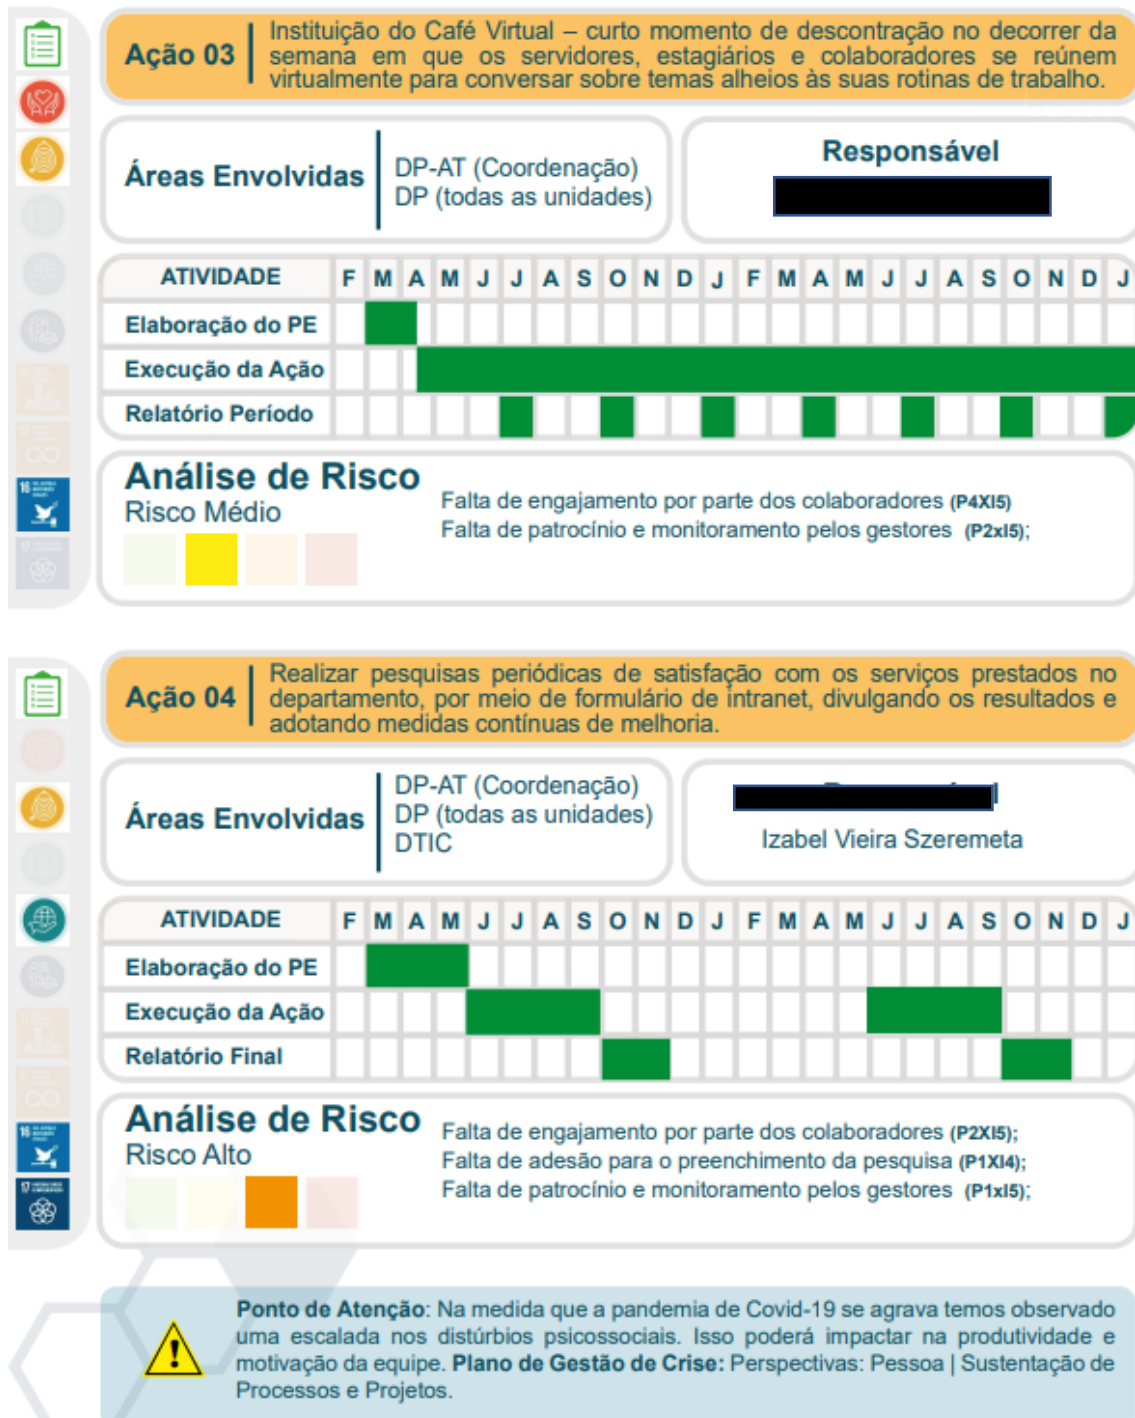 Ação 03
Instituição do Café Virtual – curto momento de descontração no decorrer da
semana em que os servidores, estagiários e colaboradores se reúnem
virtualmente para conversar sobre temas alheios às suas rotinas de trabalho.
Áreas Envolvidas
DP-AT (Coordenação)
DP (todas as unidades)
Responsável
ATIVIDADE F M A M J J A S O N D J F M A M J J A S O N D J
Elaboração do PE
Execução da Ação
Relatório Período
Análise de Risco
Risco Médio
Falta de engajamento por parte dos colaboradores (P4XI5)
Falta de patrocínio e monitoramento pelos gestores (P2xI5);
16
17
Ação 04
Realizar pesquisas periódicas de satisfação com os serviços prestados no
departamento, por meio de formulário de intranet, divulgando os resultados e
adotando medidas contínuas de melhoria.
Áreas Envolvidas
DP-AT (Coordenação)
DP (todas as unidades)
DTIC
Izabel Vieira Szeremeta
ATIVIDADE F M A M J J A S O N D J F M A M J J A S O N D J
Elaboração do PE
Execução da Ação
Relatório Final
Análise de Risco
Risco Alto
Falta de engajamento por parte dos colaboradores (P2XI5);
Falta de adesão para o preenchimento da pesquisa (P1XI4);
Falta de patrocínio e monitoramento pelos gestores (P1xI5);
16
17
Ponto de Atenção: Na medida que a pandemia de Covid-19 se agrava temos observado
uma escalada nos distúrbios psicossociais. Isso poderá impactar na produtividade e
motivação da equipe. Plano de Gestão de Crise: Perspectivas: Pessoa | Sustentação de
Processos e Projetos.